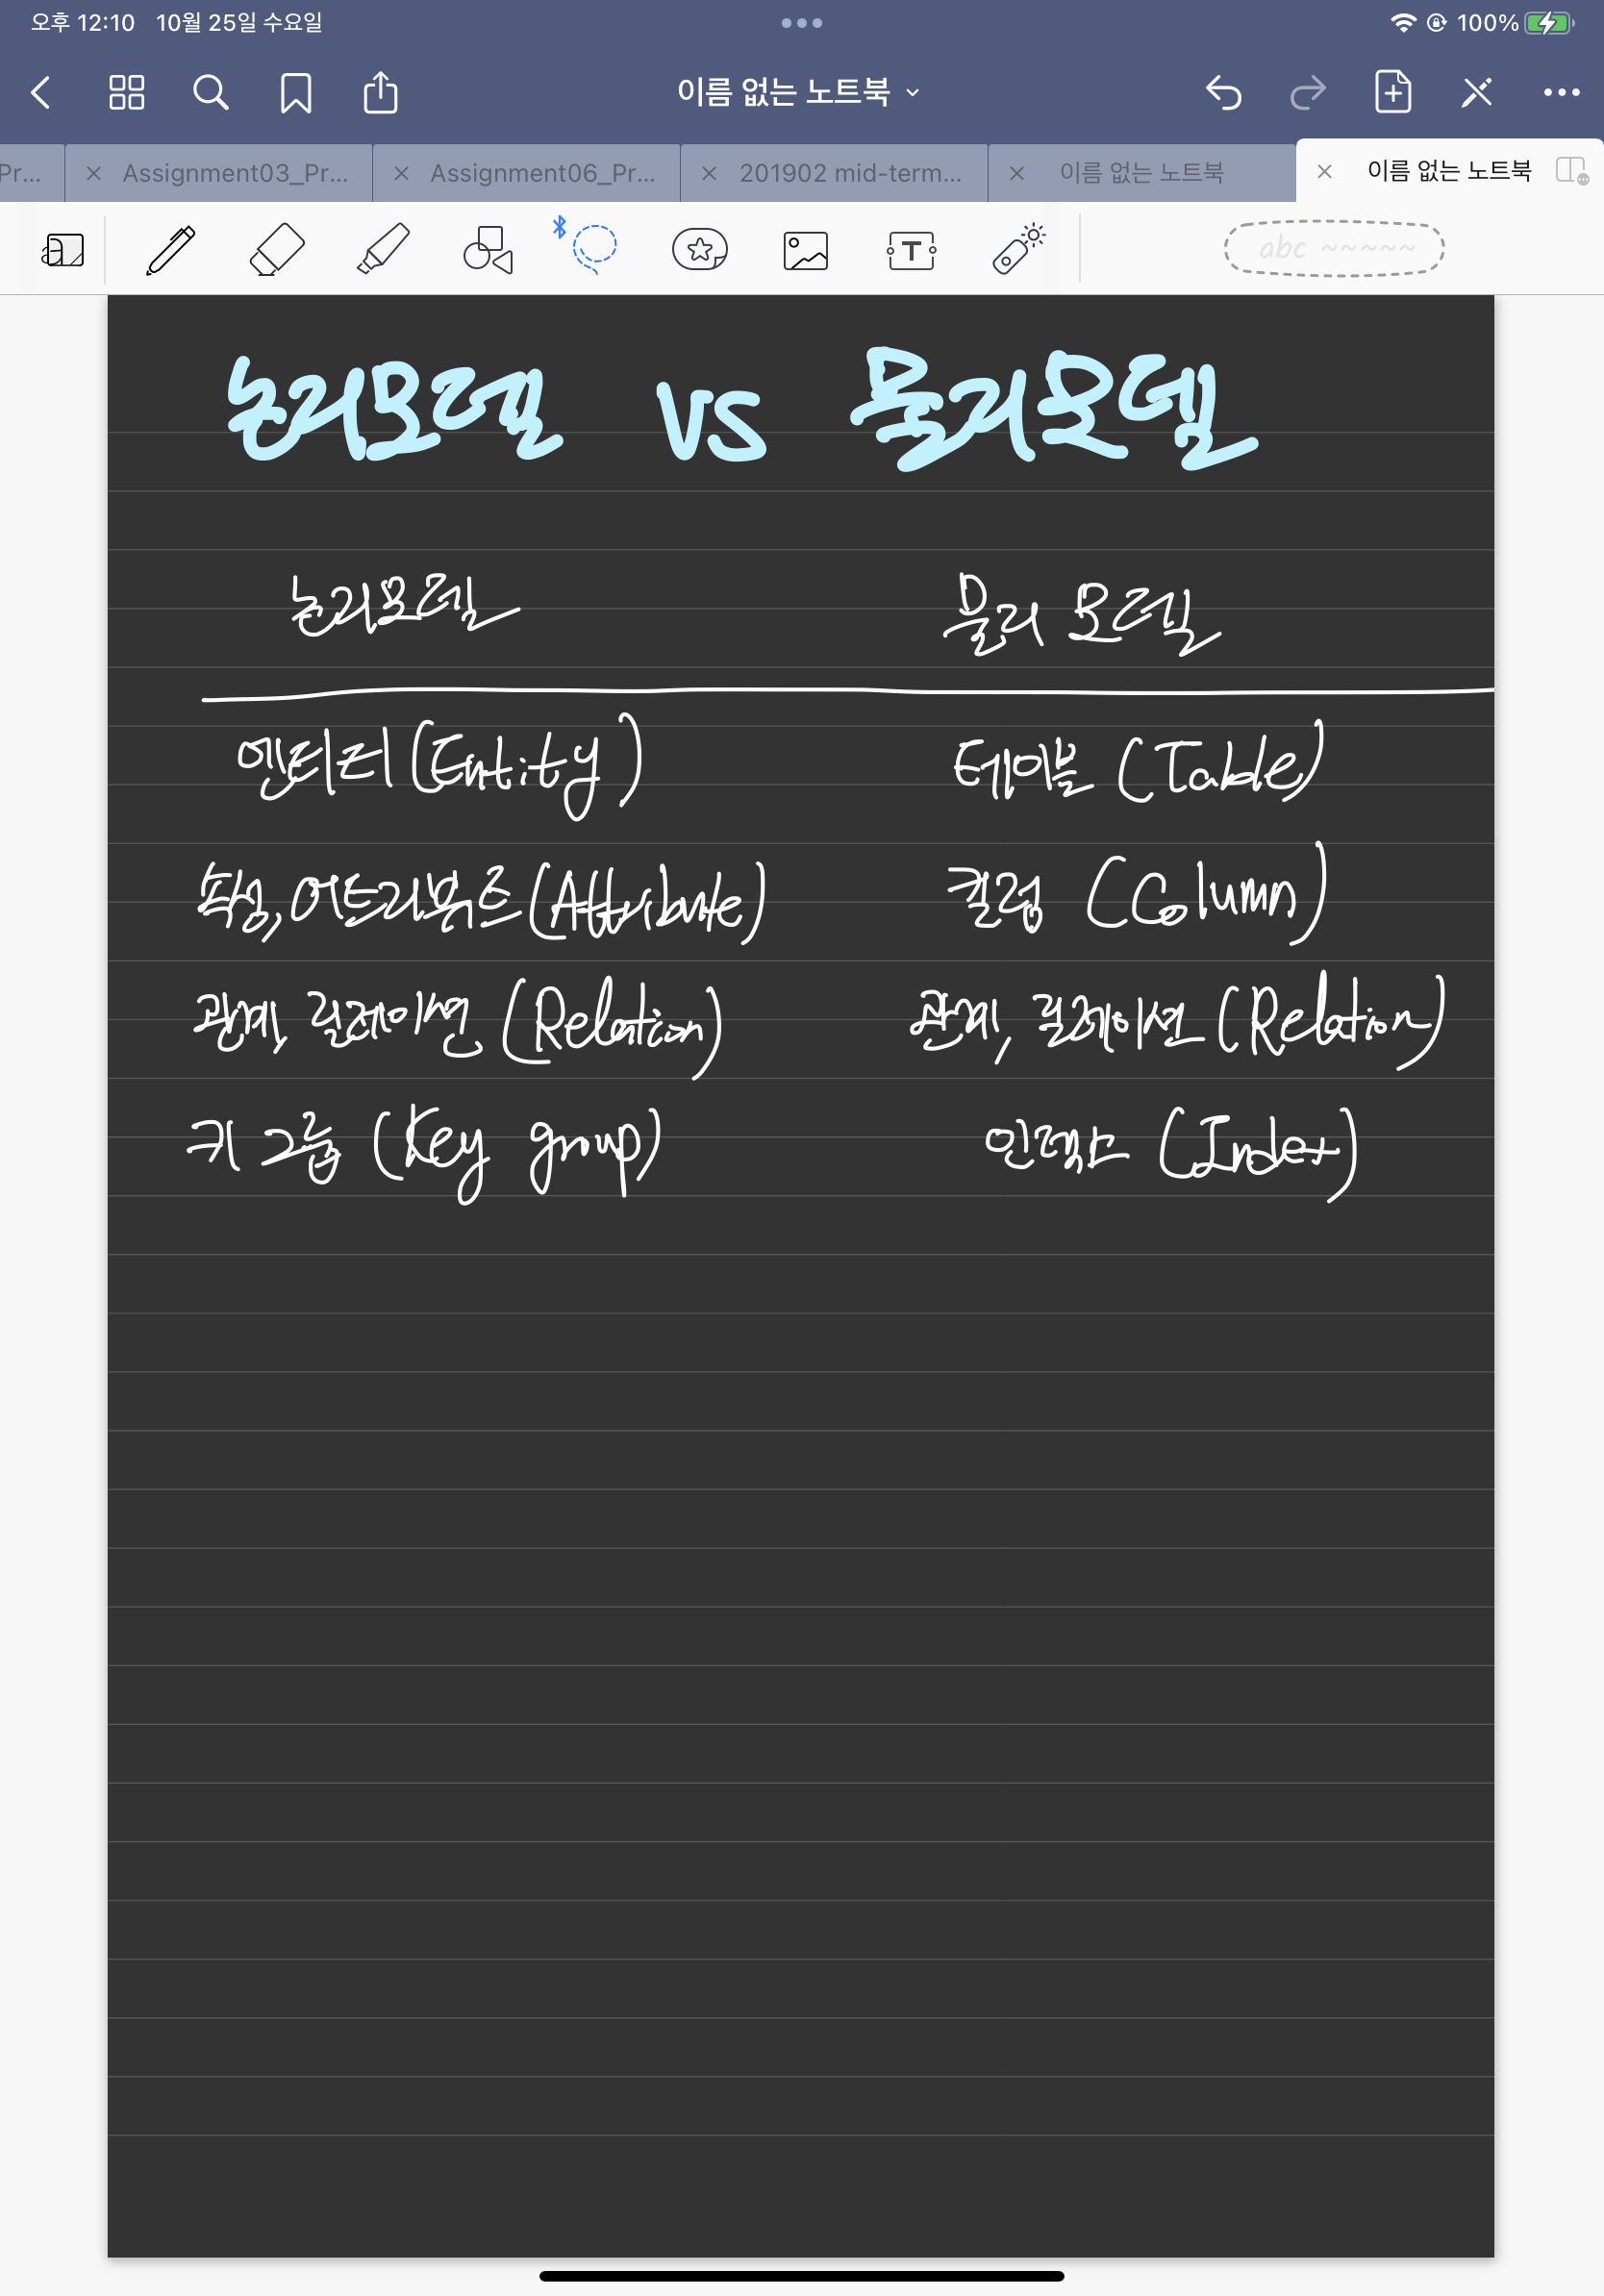 오후 12:10 10월 25일 수요일 100%
이름 없는 노트북
Pr... Assignment03_Pr... Assignment06_Pr... 201902 mid-term... 이름 없는 노트북 이름 없는 노트북
T abc
논리모델 VS 물리모델
논리모델 물리 모델
엔티티(Entity) 테이블 (Table)
속성, 어트리뷰트(Attribute) 컬럼 (Column)
관계, 릴레이션 (Relation) 관계, 릴레이션(Relation)
키 그룹 (Key group) 인덱스 (Index)